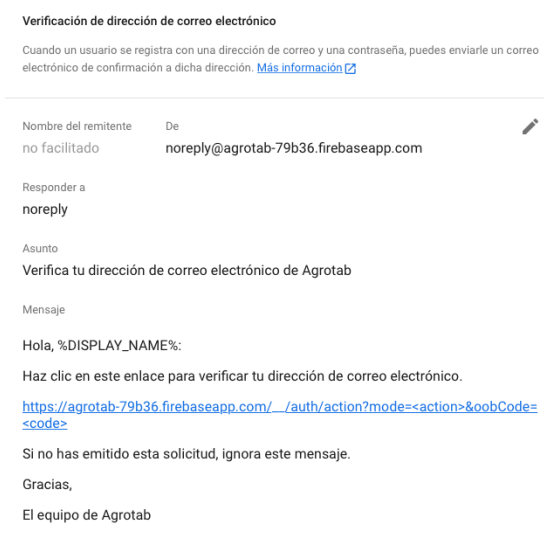 Verificación de dirección de correo electrónico
Cuando un usuario se registra con una dirección de correo y una contraseña, puedes enviarle un correo
electrónico de confirmación a dicha dirección. Más información
Nombre del remitente De
no facilitado noreply@agrotab-79b36.firebaseapp.com
Responder a
noreply
Asunto
Verifica tu dirección de correo electrónico de Agrotab
Mensaje
Hola, %DISPLAY_NAME%:
Haz clic en este enlace para verificar tu dirección de correo electrónico.
https://agrotab-79b36.firebaseapp.com/__/auth/action?mode=<action>&oobCode=
<code>
Si no has emitido esta solicitud, ignora este mensaje.
Gracias,
El equipo de Agrotab